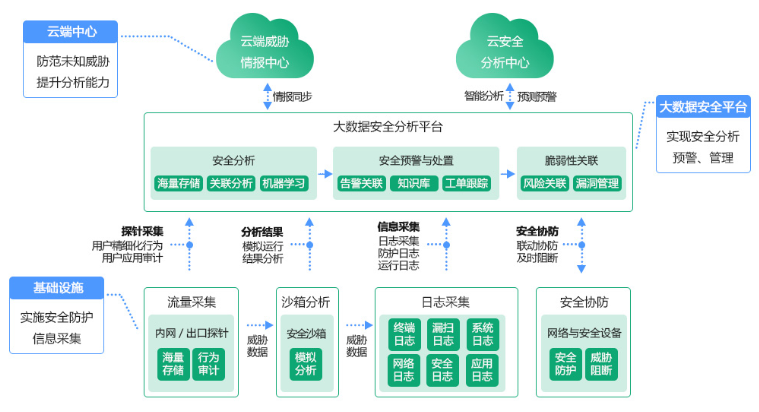 云端中心
防范未知威胁
提升分析能力
云端威胁
情报中心
云安全
分析中心
情报同步
智能分析
预测预警
大数据安全平台
实现安全分析
预警、管理
大数据安全分析平台
安全分析
海量存储
关联分析
机器学习
安全预警与处置
告警关联
知识库
工单跟踪
脆弱性关联
风险关联
漏洞管理
探针采集
用户精细化行为
用户应用审计
分析结果
模拟运行
结果分析
信息采集
日志采集
防护日志
运行日志
安全协防
联动协防
及时阻断
基础设施
实施安全防护
信息采集
流量采集
内网 / 出口探针
海量
存储
行为
审计
威胁
数据
沙箱分析
安全沙箱
模拟
分析
威胁
数据
日志采集
终端
日志
漏扫
日志
系统
日志
网络
日志
安全
日志
应用
日志
安全协防
网络与安全设备
安全
防护
威胁
阻断